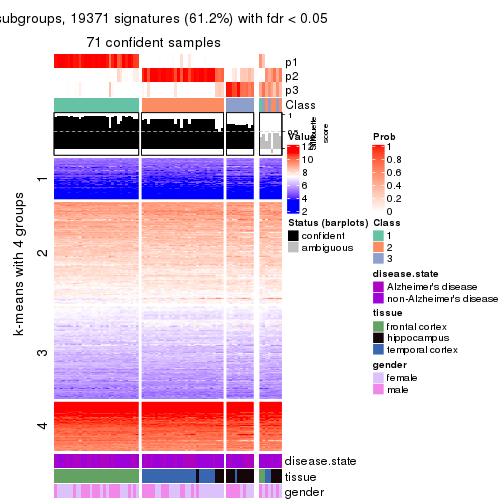 subgroups, 19371 signatures (61.2%) with fdr < 0.05
71 confident samples
p1
p2
p3
Class
1
0.5
0
Silhouette
score
k-means with 4 groups
1
2
3
4
disease.state
tissue
gender
Value
12
10
8
6
4
2
Status (barplots)
confident
ambiguous
Prob
1
0.8
0.6
0.4
0.2
0
Class
1
2
3
disease.state
Alzheimer's disease
non-Alzheimer's disease
tissue
frontal cortex
hippocampus
temporal cortex
gender
female
male